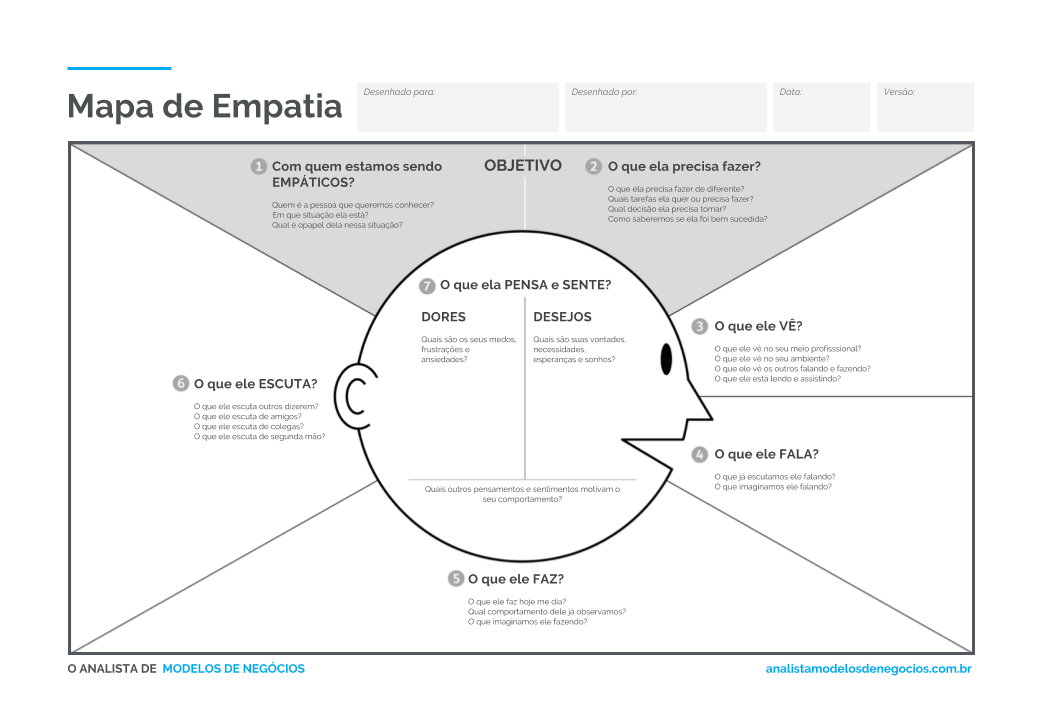 Mapa de Empatia
Desenhado para:
Desenhado por:
Data:
Versão:
OBJETIVO
1 Com quem estamos sendo
EMPÁTICOS?
Quem é a pessoa que queremos conhecer?
Em que situação ela está?
Qual é opapel dela nessa situação?
2 O que ela precisa fazer?
O que ela precisa fazer de diferente?
Quais tarefas ela quer ou precisa fazer?
Qual decisão ela precisa tomar?
Como saberemos se ela foi bem sucedida?
7 O que ela PENSA e SENTE?
DORES
Quais são os seus medos,
frustrações e
ansiedades?
DESEJOS
Quais são suas vontades,
necessidades,
esperanças e sonhos?
Quais outros pensamentos e sentimentos motivam o
seu comportamento?
3 O que ele VÊ?
O que ele vê no seu meio profisssional?
O que ele vê no seu ambiente?
O que ele vê os outros falando e fazendo?
O que ele está lendo e assistindo?
4 O que ele FALA?
O que já escutamos ele falando?
O que imaginamos ele falando?
5 O que ele FAZ?
O que ele faz hoje me dia?
Qual comportamento dele já observamos?
O que imaginamos ele fazendo?
6 O que ele ESCUTA?
O que ele escuta outros dizerem?
O que ele escuta de amigos?
O que ele escuta de colegas?
O que ele escuta de segunda mão?
O ANALISTA DE MODELOS DE NEGÓCIOS
analistamodelosdenegocios.com.br